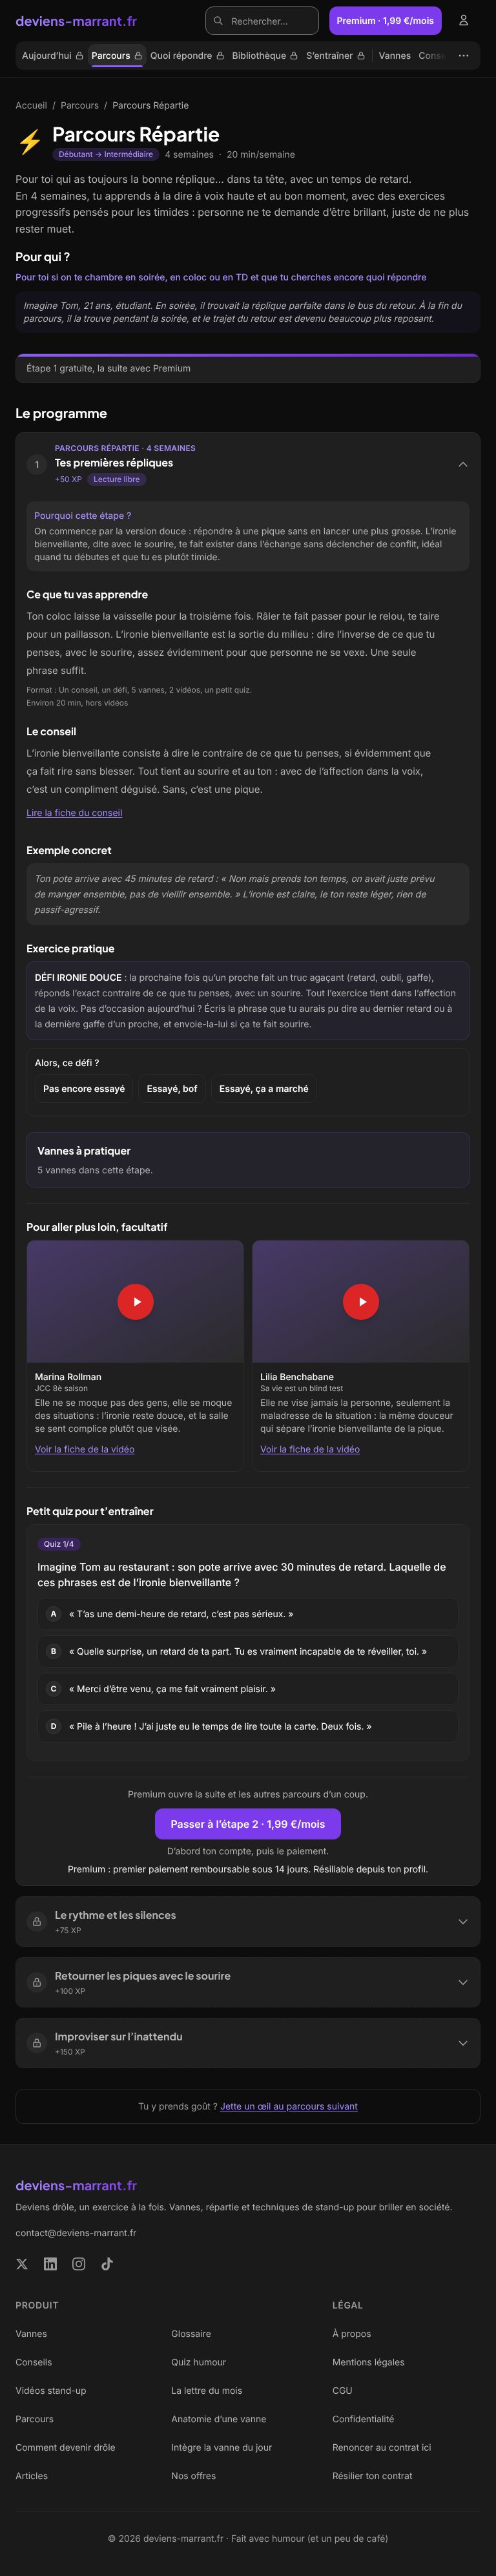 deviens-marrant.fr
Rechercher...
Premium · 1,99 €/mois
Aujourd'hui
Parcours
Quoi répondre
Bibliothèque
S'entraîner
Vannes
Conse
Accueil / Parcours / Parcours Répartie
⚡ Parcours Répartie
Débutant → Intermédiaire 4 semaines · 20 min/semaine
Pour toi qui as toujours la bonne réplique… dans ta tête, avec un temps de retard.
En 4 semaines, tu apprends à la dire à voix haute et au bon moment, avec des exercices
progressifs pensés pour les timides : personne ne te demande d'être brillant, juste de ne plus
rester muet.
Pour qui ?
Pour toi si on te chambre en soirée, en coloc ou en TD et que tu cherches encore quoi répondre
Imagine Tom, 21 ans, étudiant. En soirée, il trouvait la réplique parfaite dans le bus du retour. À la fin du
parcours, il la trouve pendant la soirée, et le trajet du retour est devenu beaucoup plus reposant.
Étape 1 gratuite, la suite avec Premium
Le programme
PARCOURS RÉPARTIE · 4 SEMAINES
1
Tes premières répliques
+50 XP Lecture libre
Pourquoi cette étape ?
On commence par la version douce : répondre à une pique sans en lancer une plus grosse. L'ironie
bienveillante, dite avec le sourire, te fait exister dans l'échange sans déclencher de conflit, idéal
quand tu débutes et que tu es plutôt timide.
Ce que tu vas apprendre
Ton coloc laisse la vaisselle pour la troisième fois. Râler te fait passer pour le relou, te taire
pour un paillasson. L'ironie bienveillante est la sortie du milieu : dire l'inverse de ce que tu
penses, avec le sourire, assez évidemment pour que personne ne se vexe. Une seule
phrase suffit.
Format : Un conseil, un défi, 5 vannes, 2 vidéos, un petit quiz.
Environ 20 min, hors vidéos
Le conseil
L'ironie bienveillante consiste à dire le contraire de ce que tu penses, si évidemment que
ça fait rire sans blesser. Tout tient au sourire et au ton : avec de l'affection dans la voix,
c'est un compliment déguisé. Sans, c'est une pique.
Lire la fiche du conseil
Exemple concret
Ton pote arrive avec 45 minutes de retard : « Non mais prends ton temps, on avait juste prévu
de manger ensemble, pas de vieillir ensemble. » L'ironie est claire, le ton reste léger, rien de
passif-agressif.
Exercice pratique
DÉFI IRONIE DOUCE : la prochaine fois qu'un proche fait un truc agaçant (retard, oubli, gaffe),
réponds l'exact contraire de ce que tu penses, avec un sourire. Tout l'exercice tient dans l'affection
de la voix. Pas d'occasion aujourd'hui ? Écris la phrase que tu aurais pu dire au dernier retard ou à
la dernière gaffe d'un proche, et envoie-la-lui si ça te fait sourire.
Alors, ce défi ?
Pas encore essayé
Essayé, bof
Essayé, ça a marché
Vannes à pratiquer
5 vannes dans cette étape.
Pour aller plus loin, facultatif
Marina Rollman
JCC 8è saison
Elle ne se moque pas des gens, elle se moque
des situations : l'ironie reste douce, et la salle
se sent complice plutôt que visée.
Voir la fiche de la vidéo
Lilia Benchabane
Sa vie est un blind test
Elle ne vise jamais la personne, seulement la
maladresse de la situation : la même douceur
qui sépare l'ironie bienveillante de la pique.
Voir la fiche de la vidéo
Petit quiz pour t'entraîner
Quiz 1/4
Imagine Tom au restaurant : son pote arrive avec 30 minutes de retard. Laquelle de
ces phrases est de l'ironie bienveillante ?
A « T'as une demi-heure de retard, c'est pas sérieux. »
B « Quelle surprise, un retard de ta part. Tu es vraiment incapable de te réveiller, toi. »
C « Merci d'être venu, ça me fait vraiment plaisir. »
D « Pile à l'heure ! J'ai juste eu le temps de lire toute la carte. Deux fois. »
Premium ouvre la suite et les autres parcours d'un coup.
Passer à l'étape 2 · 1,99 €/mois
D'abord ton compte, puis le paiement.
Premium : premier paiement remboursable sous 14 jours. Résiliable depuis ton profil.
Le rythme et les silences
+75 XP
Retourner les piques avec le sourire
+100 XP
Improviser sur l'inattendu
+150 XP
Tu y prends goût ? Jette un œil au parcours suivant
deviens-marrant.fr
Deviens drôle, un exercice à la fois. Vannes, répartie et techniques de stand-up pour briller en société.
contact@deviens-marrant.fr
PRODUIT
Vannes
Conseils
Vidéos stand-up
Parcours
Comment devenir drôle
Articles
Glossaire
Quiz humour
La lettre du mois
Anatomie d'une vanne
Intègre la vanne du jour
Nos offres
LÉGAL
À propos
Mentions légales
CGU
Confidentialité
Renoncer au contrat ici
Résilier ton contrat
© 2026 deviens-marrant.fr · Fait avec humour (et un peu de café)